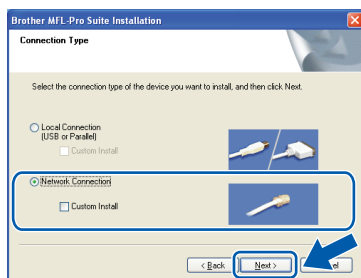 Brother MFL-Pro Suite Installation
Connection Type
Select the connection type of the device you want to install, and then click Next.
Local Connection
(USB or Parallel)
Custom Install
Network Connection
Custom Install
< Back
Next >